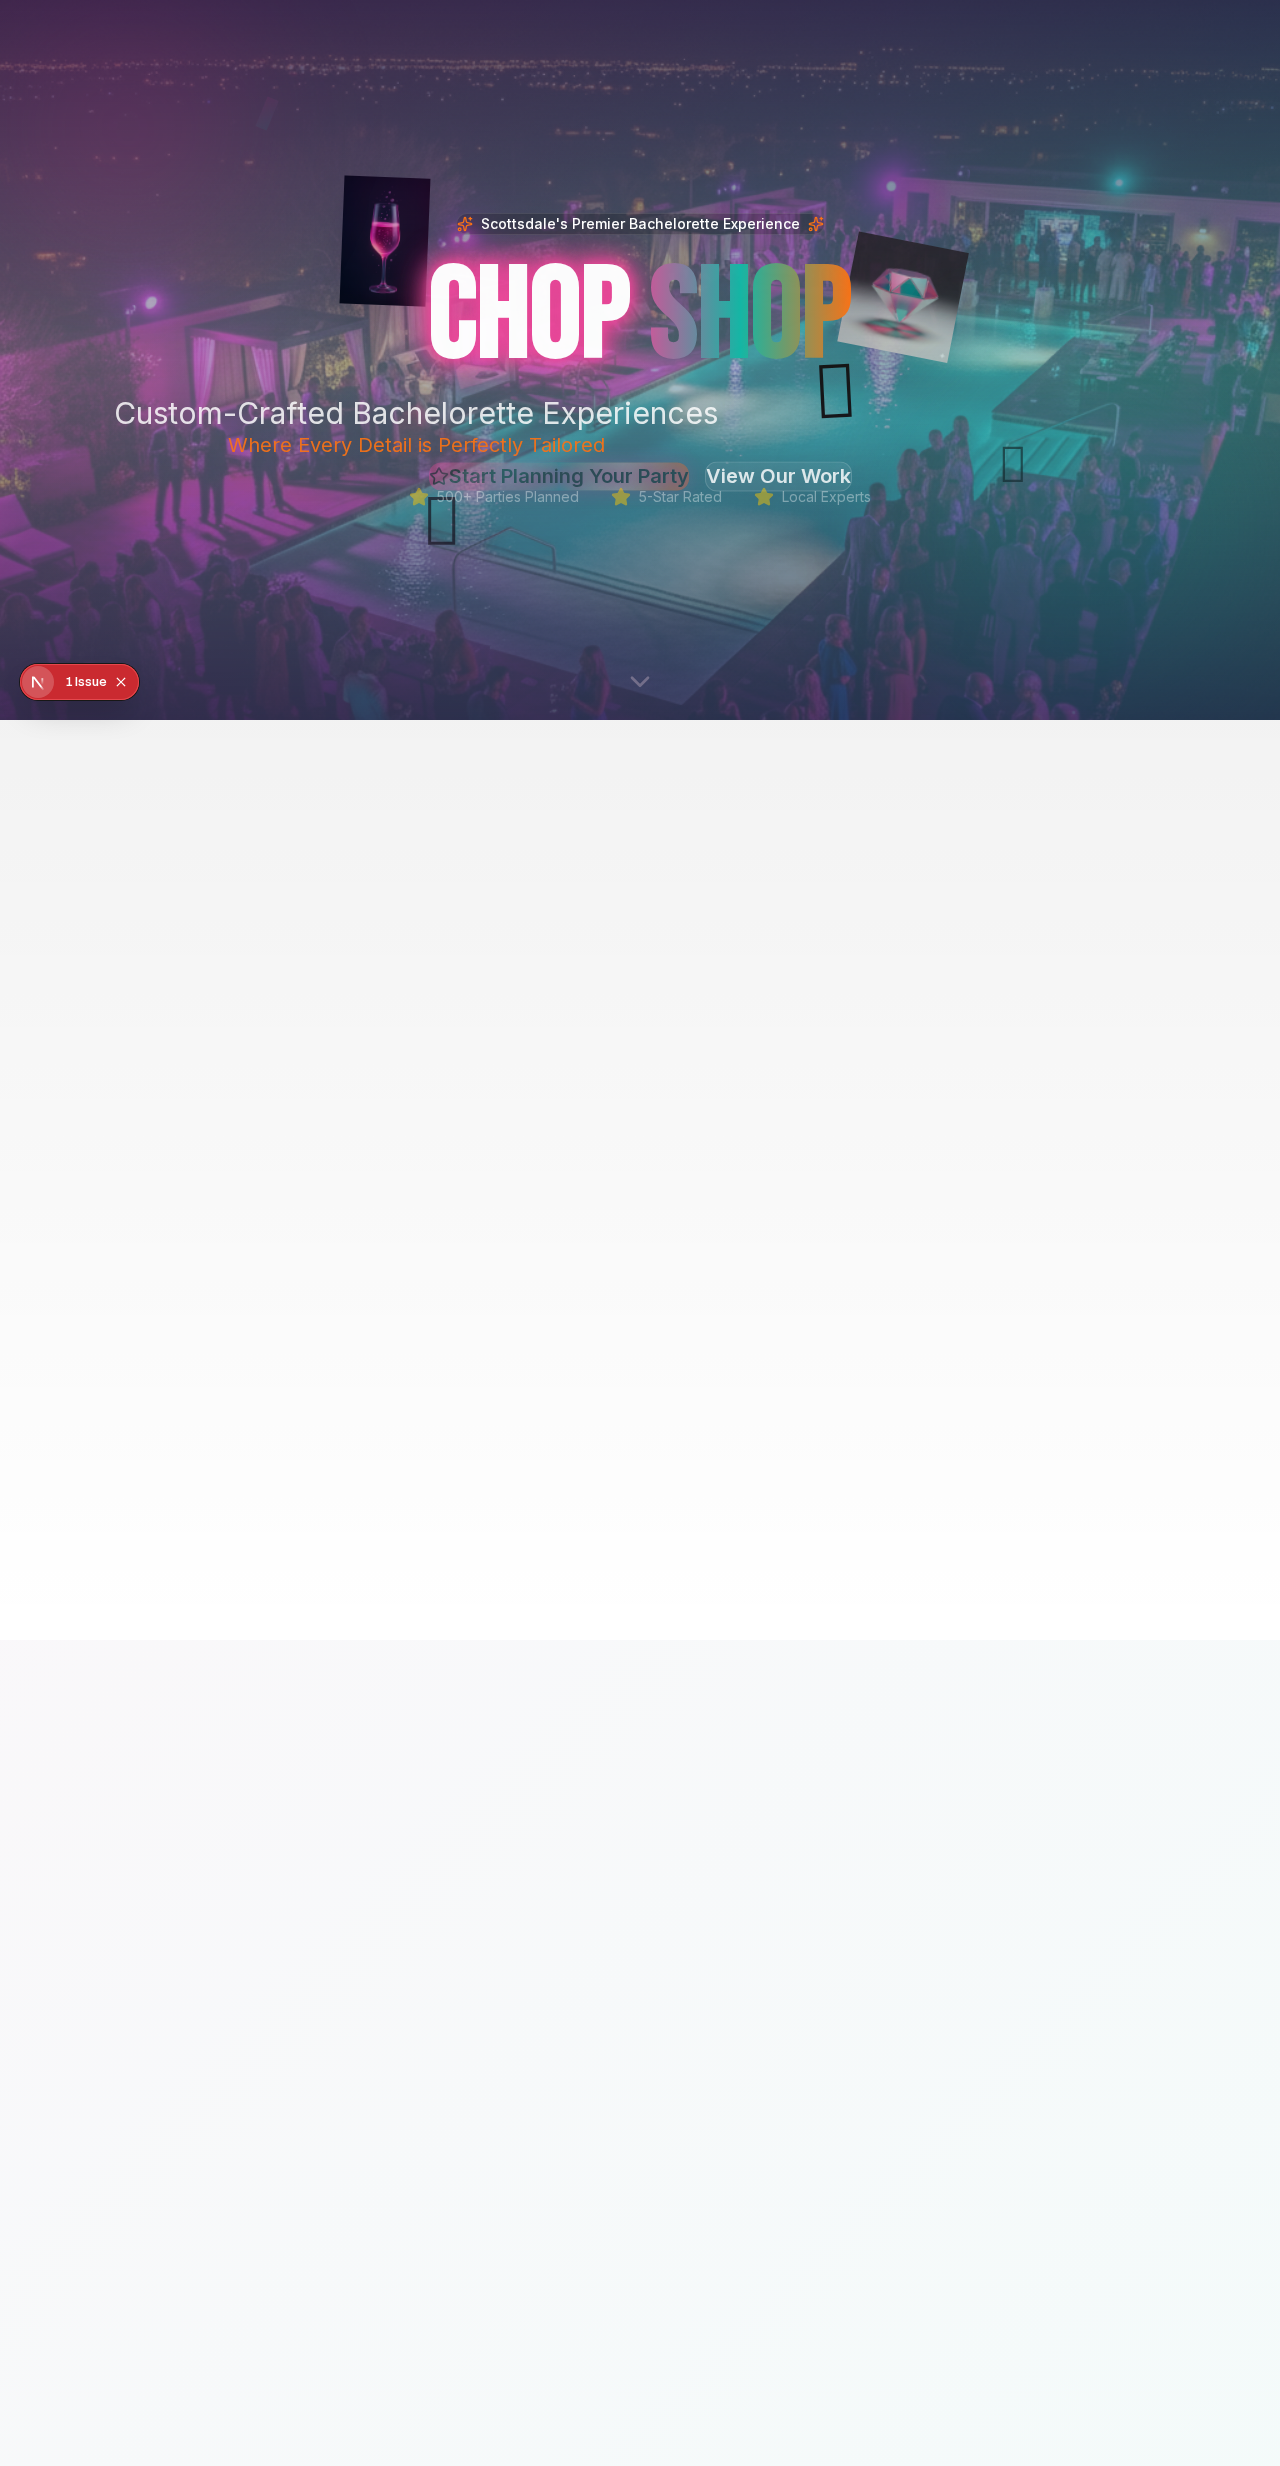 Scottsdale's Premier Bachelorette Experience
CHOP SHOP
Custom-Crafted Bachelorette Experiences
Where Every Detail is Perfectly Tailored
Start Planning Your Party
View Our Work
500+ Parties Planned
5-Star Rated
Local Experts
N
1 Issue